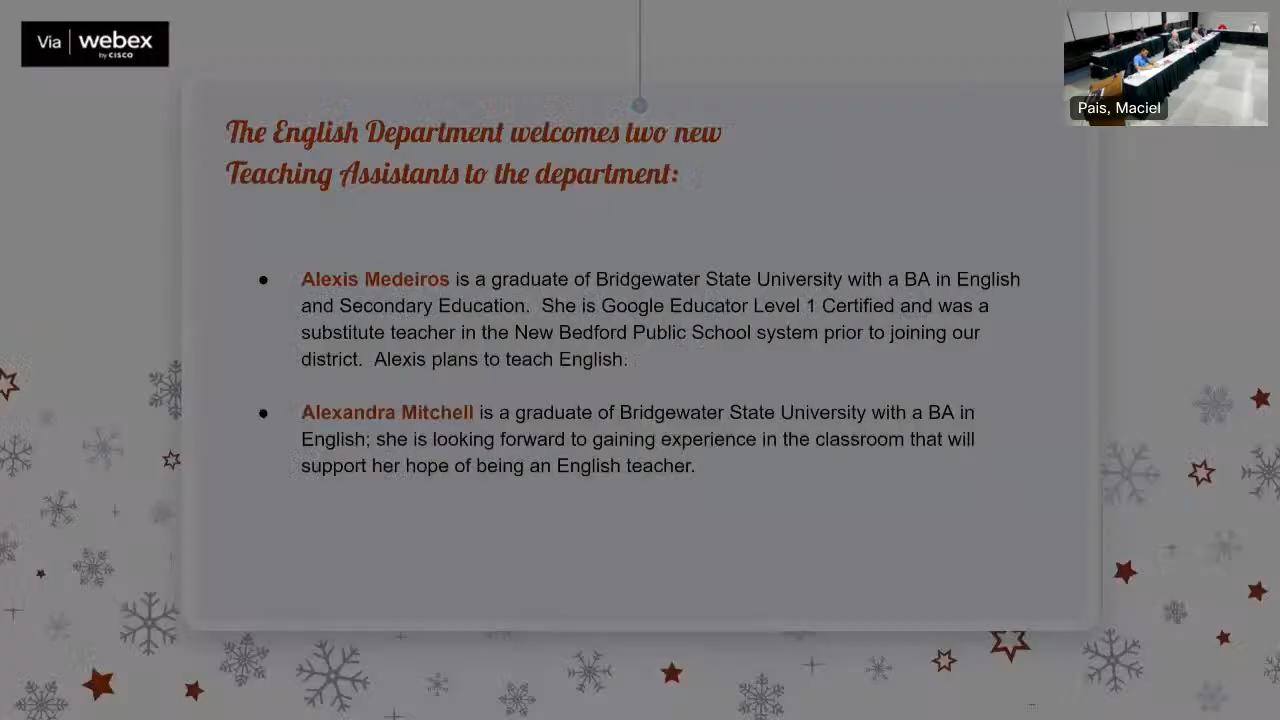 Via webex
by CISCO
Pais, Maciel
The English Department welcomes two new
Teaching Assistants to the department:
● Alexis Medeiros is a graduate of Bridgewater State University with a BA in English
and Secondary Education. She is Google Educator Level 1 Certified and was a
substitute teacher in the New Bedford Public School system prior to joining our
district. Alexis plans to teach English.
● Alexandra Mitchell is a graduate of Bridgewater State University with a BA in
English; she is looking forward to gaining experience in the classroom that will
support her hope of being an English teacher.